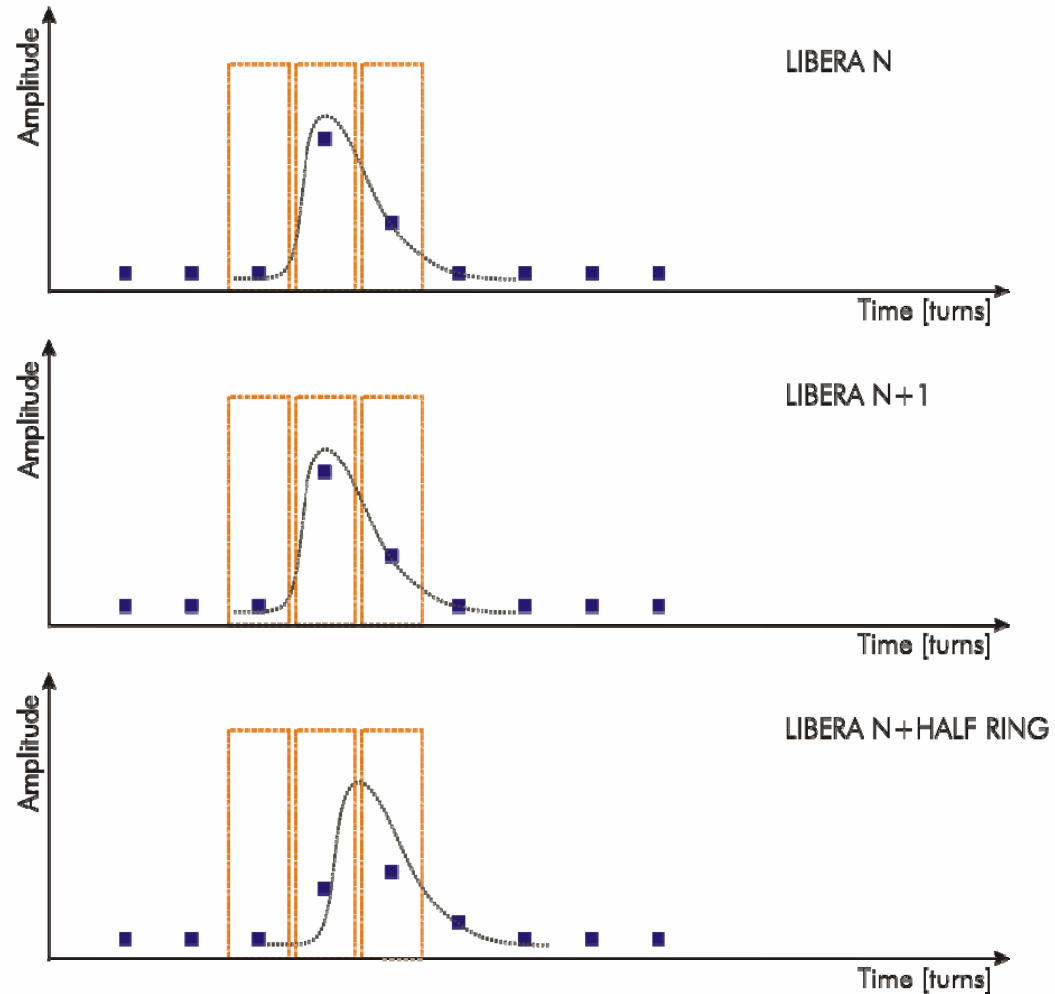 Amplitude
LIBERA N
Time [turns]
Amplitude
LIBERA N+1
Time [turns]
Amplitude
LIBERA N+HALF RING
Time [turns]